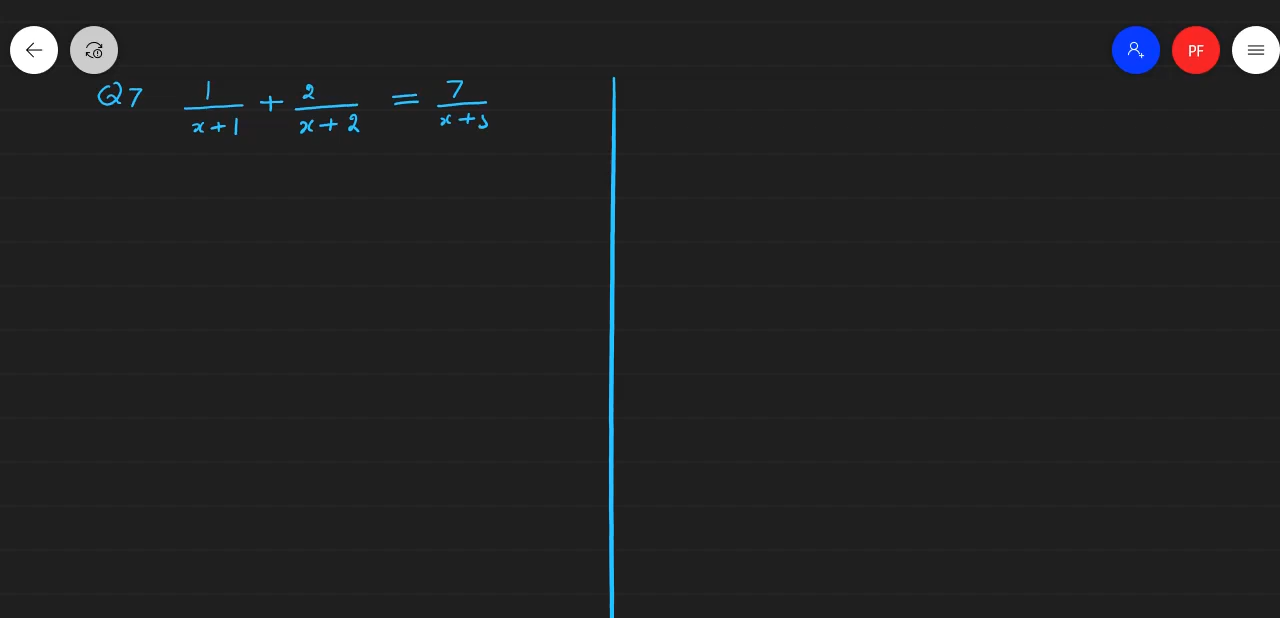 PF
Q7 1/(x+1) + 2/(x+2) = 7/(x+5)